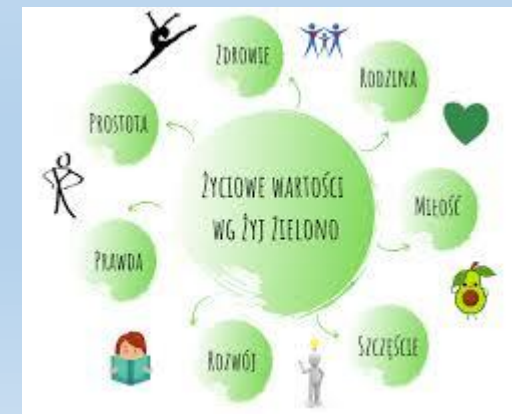 ŻYCIOWE WARTOŚCI
WG ŻYJ ZIELONO
ZDROWIE
RODZINA
MIŁOŚĆ
SZCZĘŚCIE
ROZWÓJ
PRAWDA
PROSTOTA